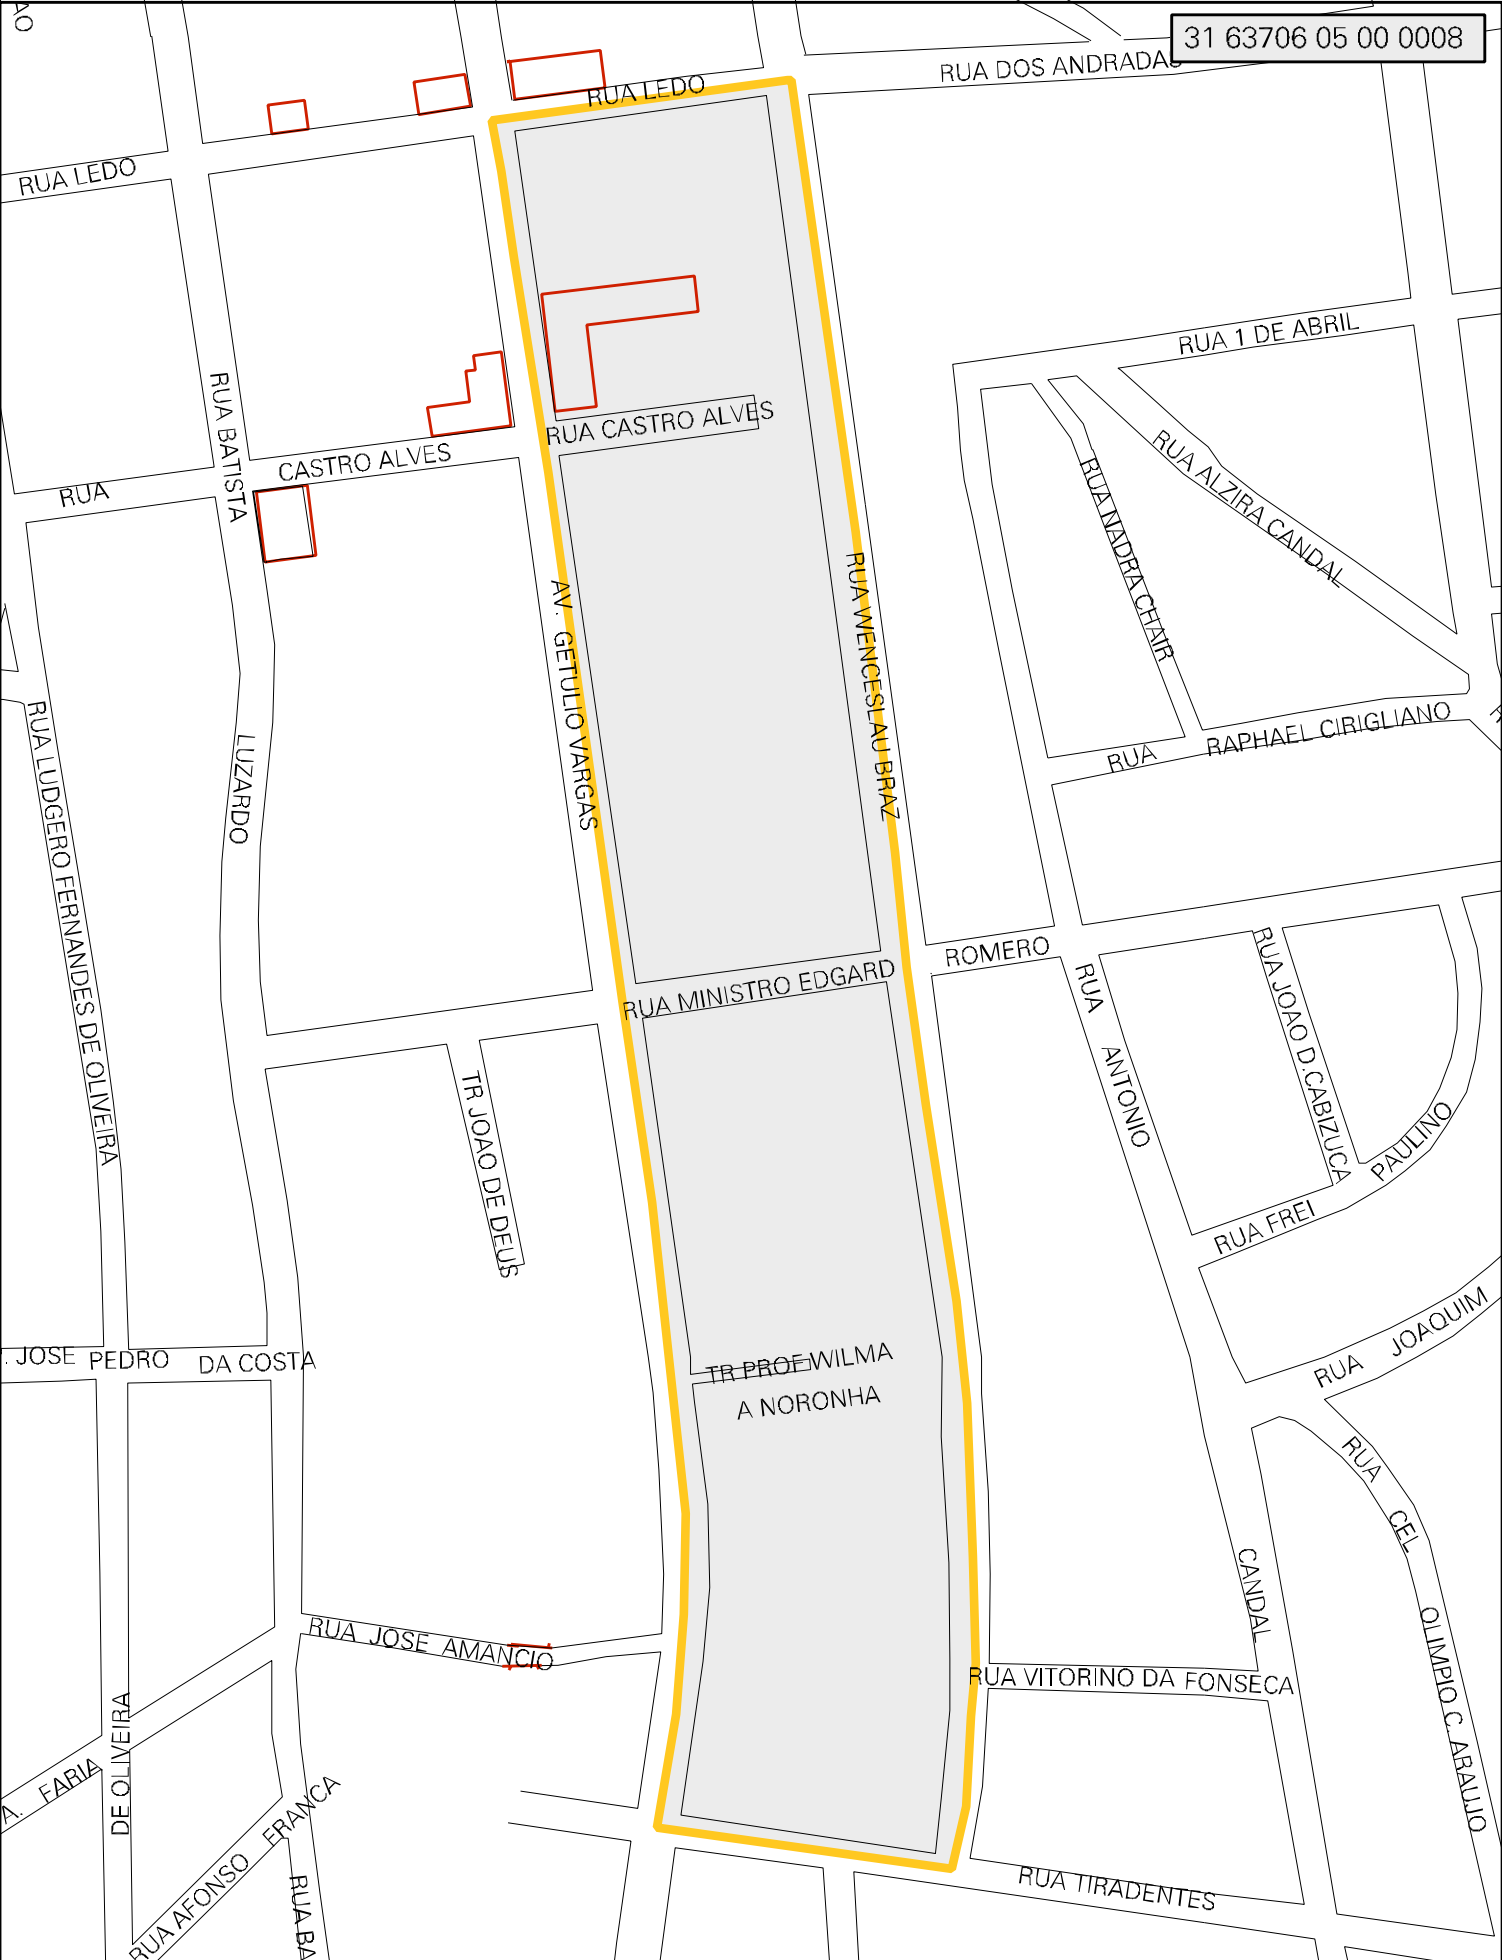 AO
31 63706 05 00 0008
RUA DOS ANDRADAS
RUA LEDO
RUA LEDO
RUA 1 DE ABRIL
RUA BATISTA
RUA CASTRO ALVES
CASTRO ALVES
RUA
RUA ALZIRA CANDAL
RUA NADRA CHAIR
AV. GETULIO VARGAS
RUA WENCESLAU BRAZ
RUA LUDGERO FERNANDES DE OLIVEIRA
LUZARDO
RUA
RAPHAEL CIRIGLIANO
ROMERO
RUA MINISTRO EDGARD
RUA
ANTONIO
RUA JOAO D.CABIZUCA
TR JOAO DE DEUS
PAULINO
RUA FREI
. JOSE
PEDRO
DA COSTA
TR PROF WILMA
A NORONHA
RUA
JOAQUIM
RUA
CEL
OLIMPIO C. ARAUJO
CANDAL
RUA JOSE AMANCIO
RUA VITORINO DA FONSECA
DE OLIVEIRA
A. FARIA
RUA AFONSO
FRANCA
RUA BA
RUA TIRADENTES